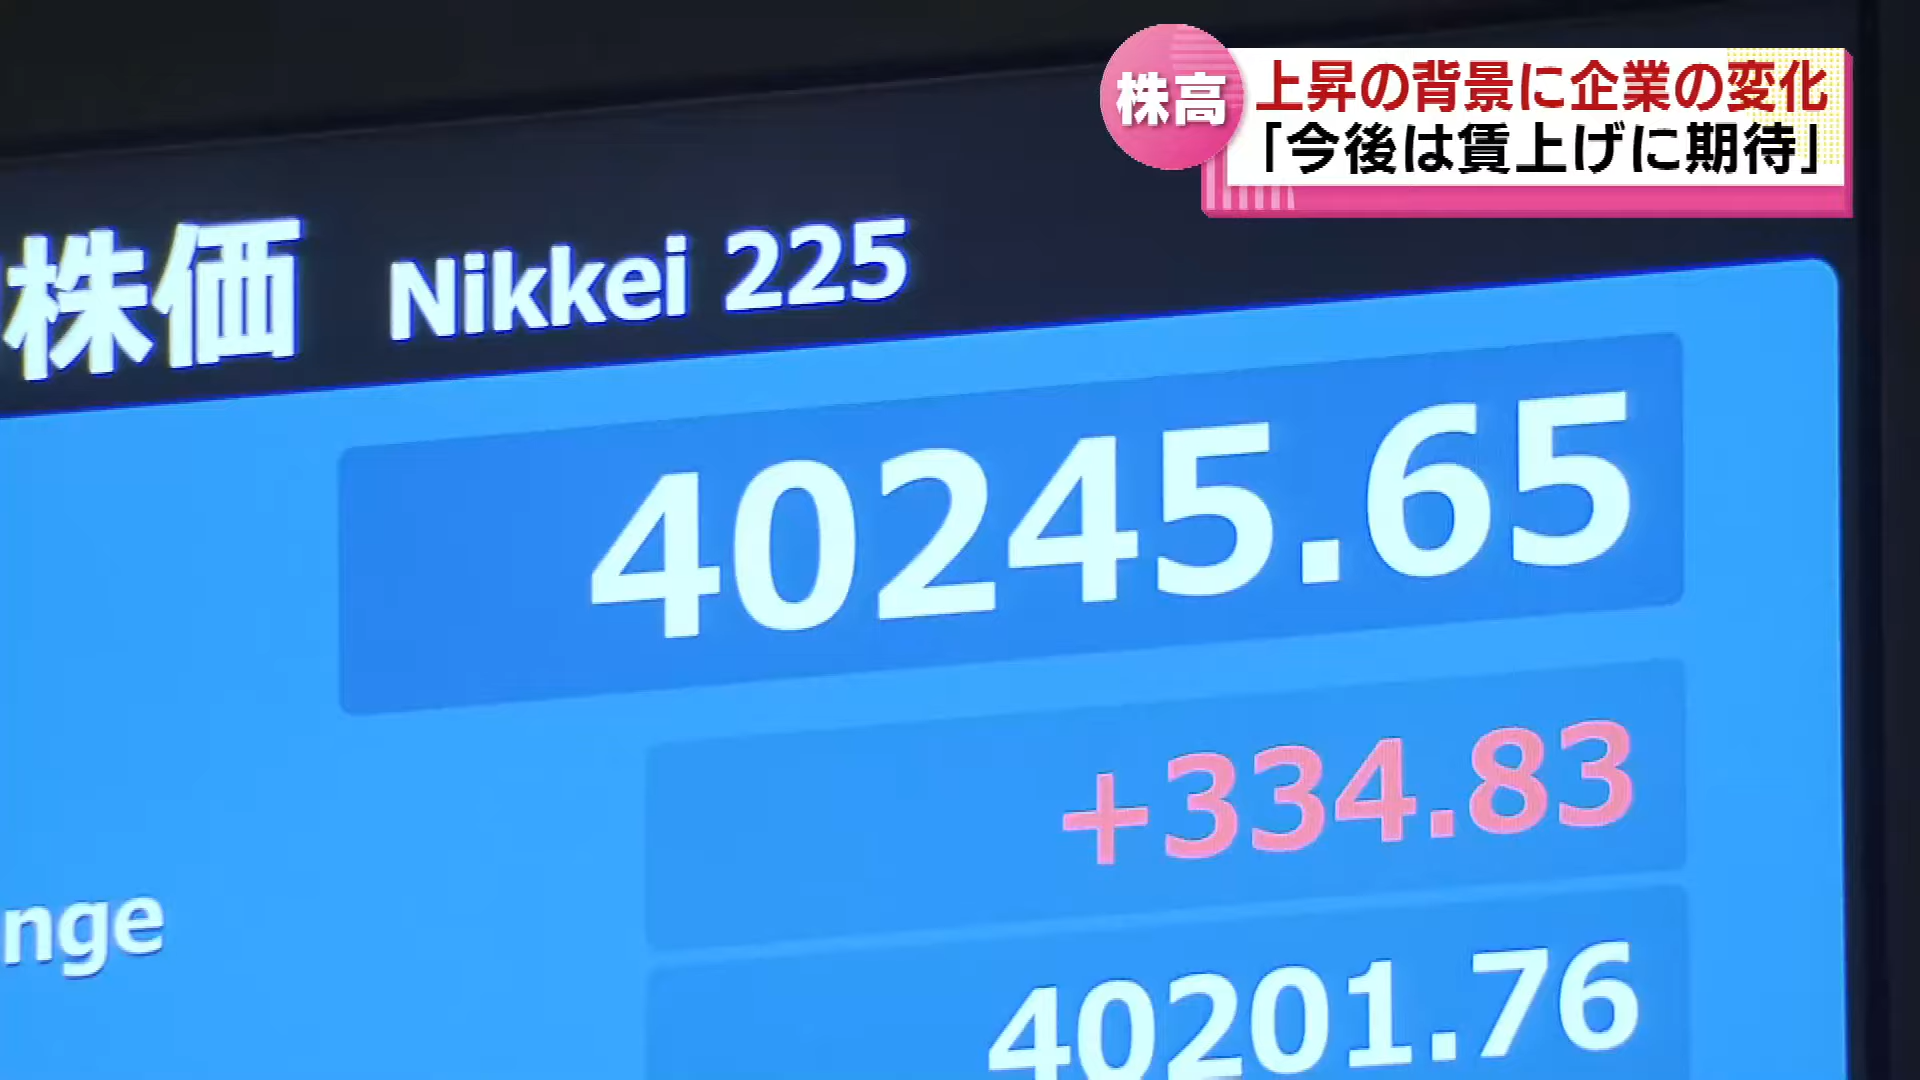 株高
上昇の背景に企業の変化
「今後は賃上げに期待」
株価 Nikkei 225
40245.65
+334.83
nge
40201.76